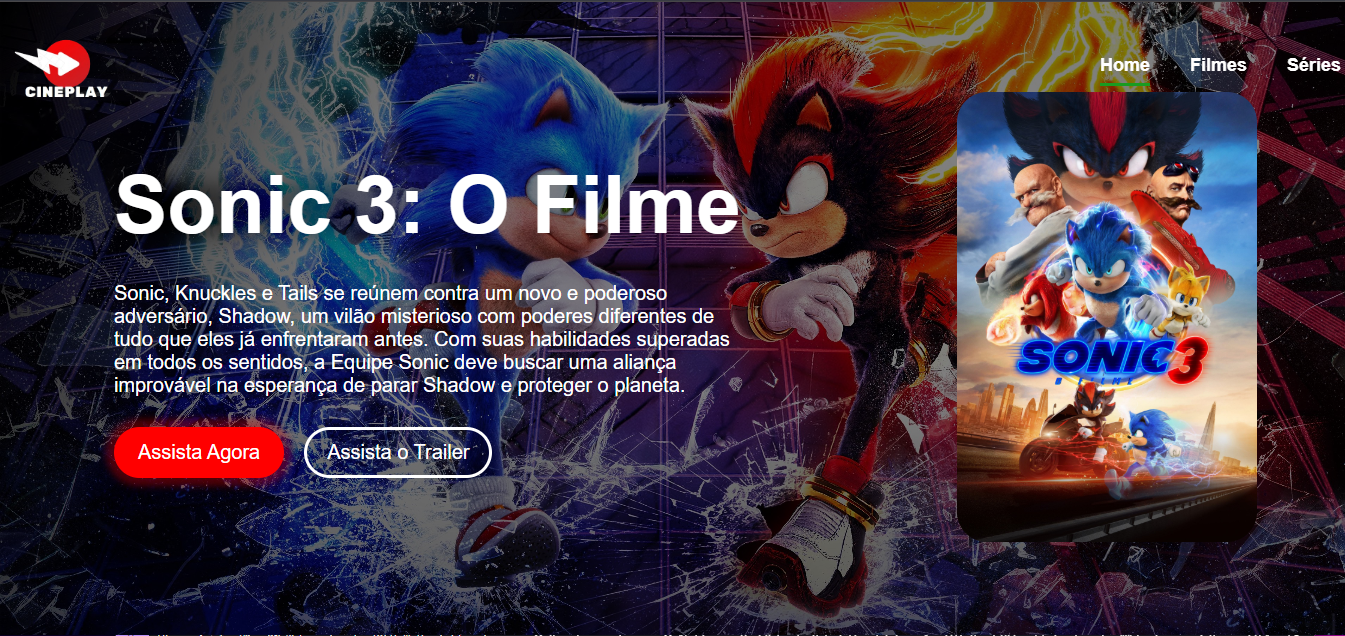 CINEPLAY
Home Filmes Séries
Sonic 3: O Filme
Sonic, Knuckles e Tails se reúnem contra um novo e poderoso
adversário, Shadow, um vilão misterioso com poderes diferentes de
tudo que eles já enfrentaram antes. Com suas habilidades superadas
em todos os sentidos, a Equipe Sonic deve buscar uma aliança
improvável na esperança de parar Shadow e proteger o planeta.
Assista Agora Assista o Trailer
SONIC 3